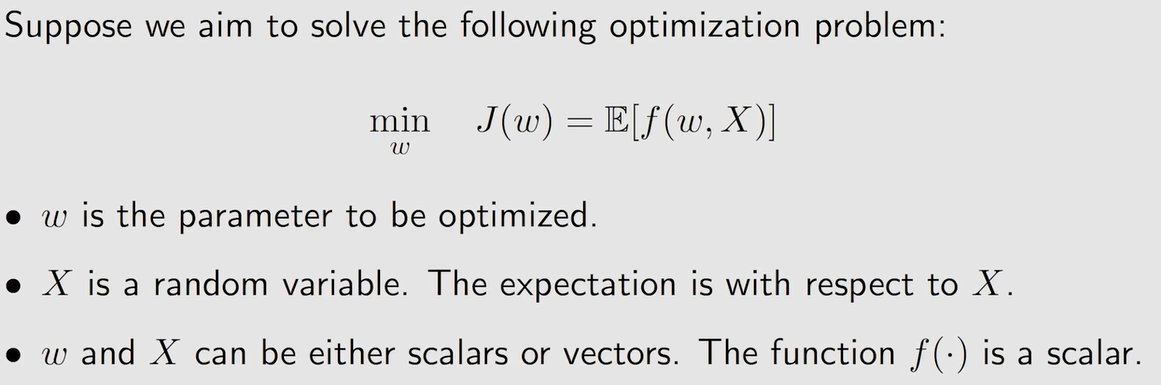 Suppose we aim to solve the following optimization problem:
min_w J(w) = 𝔼[f(w, X)]
• w is the parameter to be optimized.
• X is a random variable. The expectation is with respect to X.
• w and X can be either scalars or vectors. The function f(·) is a scalar.